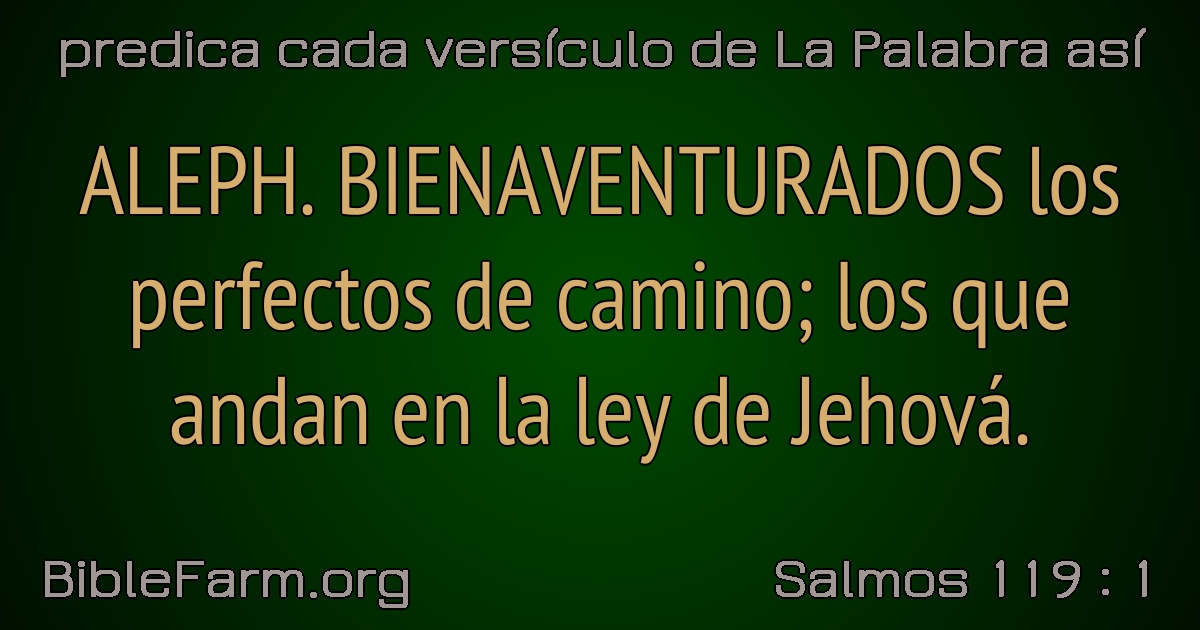 predica cada versículo de La Palabra así
ALEPH. BIENAVENTURADOS los
perfectos de camino; los que
andan en la ley de Jehová.
BibleFarm.org
Salmos 119 : 1